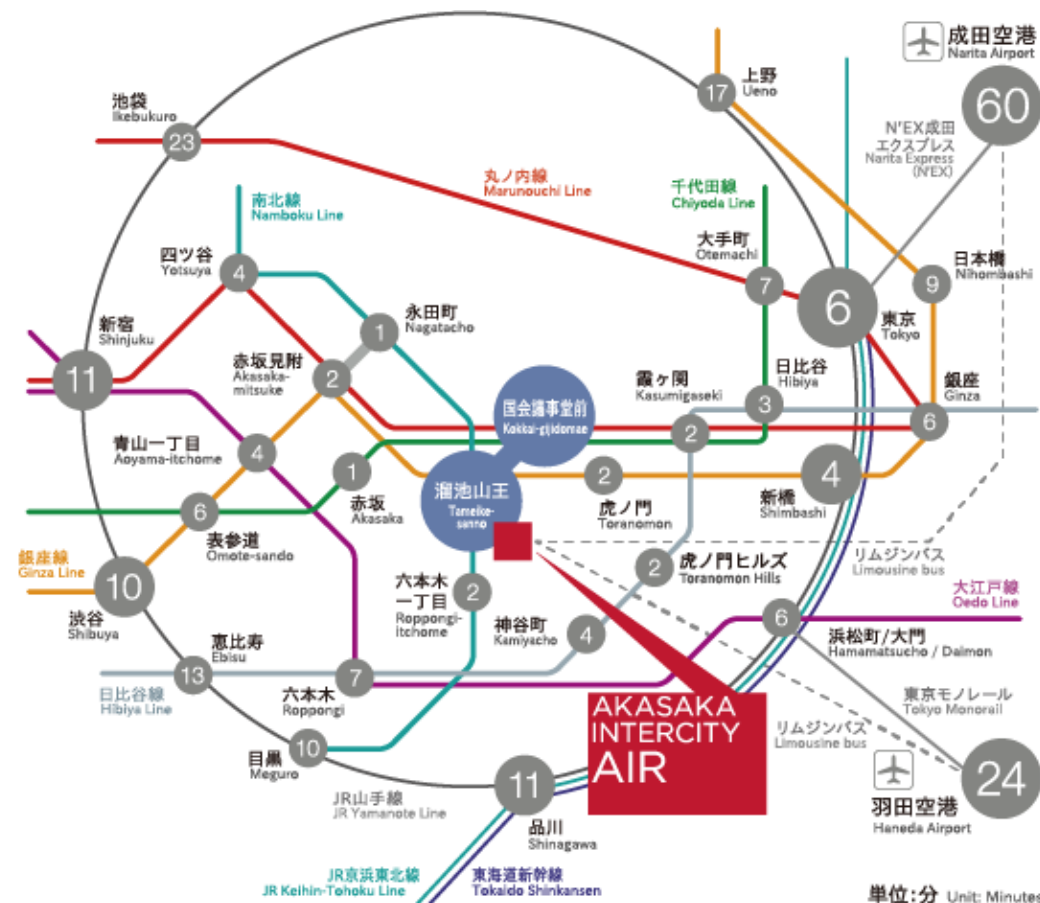 成田空港
Narita Airport
60
上野
Ueno
17
池袋
Ikebukuro
23
N'EX成田
エクスプレス
Narita Express
(N'EX)
丸ノ内線
Marunouchi Line
千代田線
Chiyoda Line
南北線
Namboku Line
大手町
Otemachi
7
四ツ谷
Yotsuya
4
日本橋
Nihombashi
9
永田町
Nagatacho
1
6
東京
Tokyo
新宿
Shinjuku
11
赤坂見附
Akasaka-
mitsuke
2
霞ヶ関
Kasumigaseki
2
日比谷
Hibiya
3
銀座
Ginza
6
国会議事堂前
Kokkai-gijidomae
青山一丁目
Aoyama-itchome
4
1
赤坂
Akasaka
溜池山王
Tameike-
sanno
2
虎ノ門
Toranomon
4
新橋
Shimbashi
6
表参道
Omote-sando
銀座線
Ginza Line
10
渋谷
Shibuya
六本木
一丁目
Roppongi-
itchome
2
2
虎ノ門ヒルズ
Toranomon Hills
リムジンバス
Limousine bus
大江戸線
Oedo Line
神谷町
Kamiyacho
4
6
浜松町/大門
Hamamatsucho / Daimon
恵比寿
Ebisu
13
日比谷線
Hibiya Line
7
六本木
Roppongi
東京モノレール
Tokyo Monorail
AKASAKA
INTERCITY
AIR
リムジンバス
Limousine bus
10
目黒
Meguro
24
羽田空港
Haneda Airport
JR山手線
JR Yamanote Line
11
品川
Shinagawa
JR京浜東北線
JR Keihin-Tohoku Line
東海道新幹線
Tokaido Shinkansen
単位:分 Unit: Minutes